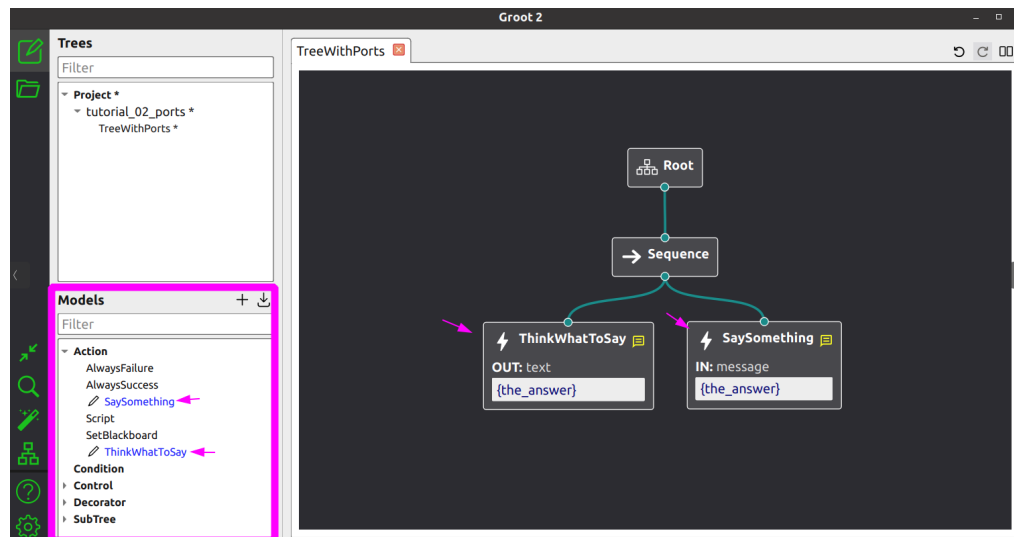 Groot 2
Trees
Filter
Project *
tutorial_02_ports *
TreeWithPorts *
Models
Filter
Action
AlwaysFailure
AlwaysSuccess
SaySomething
Script
SetBlackboard
ThinkWhatToSay
Condition
Control
Decorator
SubTree
TreeWithPorts
Root
Sequence
ThinkWhatToSay
OUT: text
{the_answer}
SaySomething
IN: message
{the_answer}